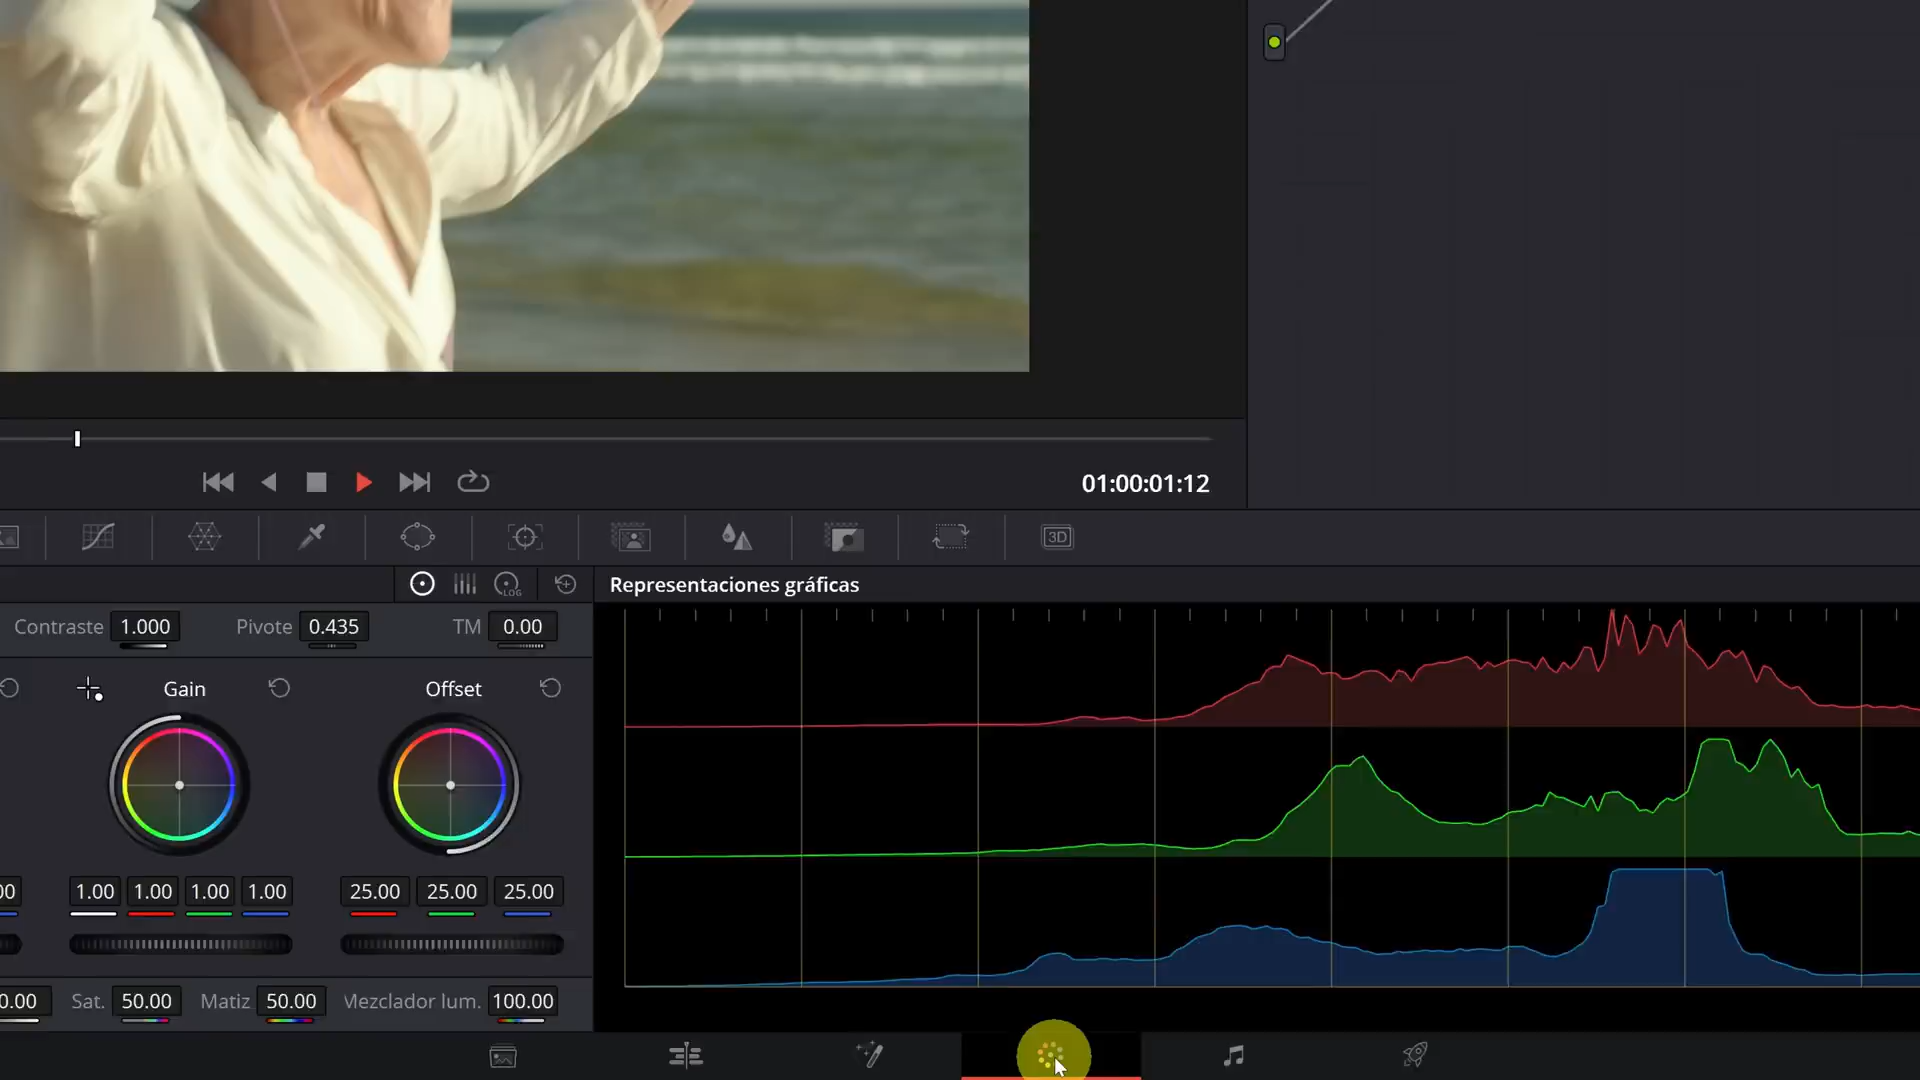 01:00:01:12
3D
LOG
Representaciones gráficas
Contraste 1.000 Pivote 0.435 TM 0.00
Gain Offset
1.00 1.00 1.00 1.00 25.00 25.00 25.00
Sat. 50.00 Matiz 50.00 Mezclador lum. 100.00